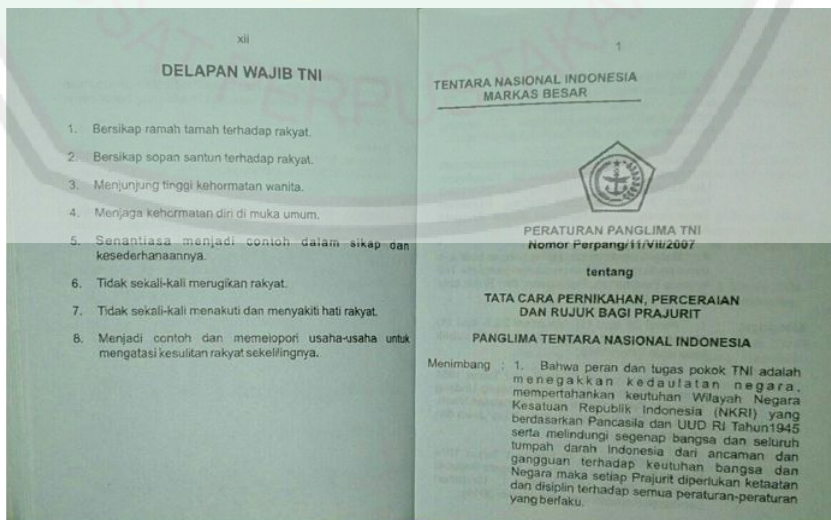 xii
DELAPAN WAJIB TNI
1. Bersikap ramah tamah terhadap rakyat.
2. Bersikap sopan santun terhadap rakyat.
3. Menjunjung tinggi kehormatan wanita.
4. Menjaga kehormatan diri di muka umum.
5. Senantiasa menjadi contoh dalam sikap dan
kesederhanaannya.
6. Tidak sekali-kali merugikan rakyat.
7. Tidak sekali-kali menakuti dan menyakiti hati rakyat.
8. Menjadi contoh dan memelopori usaha-usaha untuk
mengatasi kesulitan rakyat sekelilingnya.
1
TENTARA NASIONAL INDONESIA
MARKAS BESAR
PERATURAN PANGLIMA TNI
Nomor Perpang/11/VII/2007
tentang
TATA CARA PERNIKAHAN, PERCERAIAN
DAN RUJUK BAGI PRAJURIT
PANGLIMA TENTARA NASIONAL INDONESIA
Menimbang : 1. Bahwa peran dan tugas pokok TNI adalah
menegakkan kedaulatan negara,
mempertahankan keutuhan Wilayah Negara
Kesatuan Republik Indonesia (NKRI) yang
berdasarkan Pancasila dan UUD RI Tahun1945
serta melindungi segenap bangsa dan seluruh
tumpah darah Indonesia dari ancaman dan
gangguan terhadap keutuhan bangsa dan
Negara maka setiap Prajurit diperlukan ketaatan
dan disiplin terhadap semua peraturan-peraturan
yang berlaku.